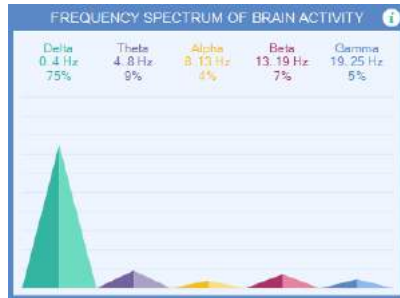 FREQUENCY SPECTRUM OF BRAIN ACTIVITY i
Delta Theta Alpha Beta Gamma
0..4 Hz 4..8 Hz 8..13 Hz 13..19 Hz 19..25 Hz
75% 9% 4% 7% 5%